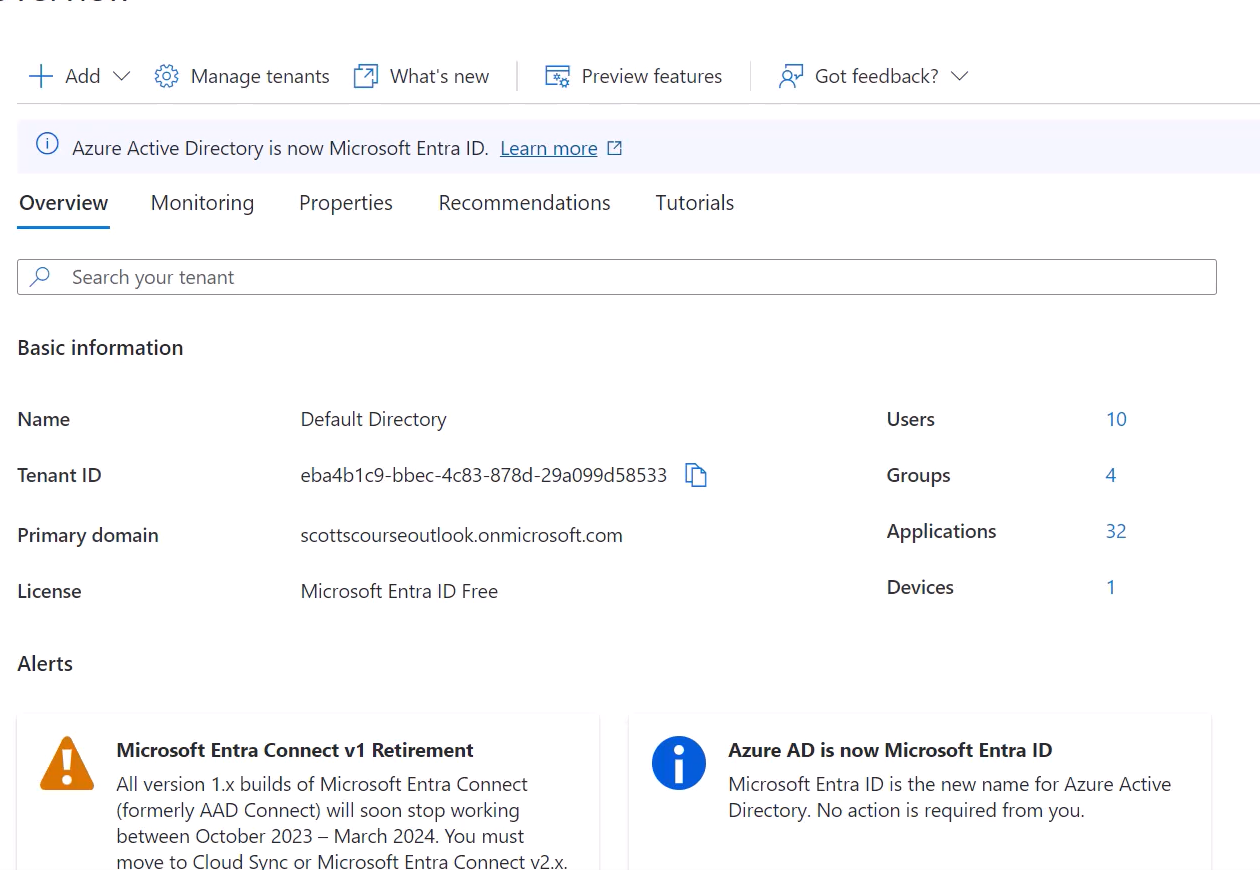 Add
Manage tenants
What's new
Preview features
Got feedback?
Azure Active Directory is now Microsoft Entra ID. Learn more
Overview
Monitoring
Properties
Recommendations
Tutorials
Search your tenant
Basic information
Name
Default Directory
Users
10
Tenant ID
eba4b1c9-bbec-4c83-878d-29a099d58533
Groups
4
Primary domain
scottscourseoutlook.onmicrosoft.com
Applications
32
License
Microsoft Entra ID Free
Devices
1
Alerts
Microsoft Entra Connect v1 Retirement
All version 1.x builds of Microsoft Entra Connect
(formerly AAD Connect) will soon stop working
between October 2023 – March 2024. You must
move to Cloud Sync or Microsoft Entra Connect v2.x.
Azure AD is now Microsoft Entra ID
Microsoft Entra ID is the new name for Azure Active
Directory. No action is required from you.